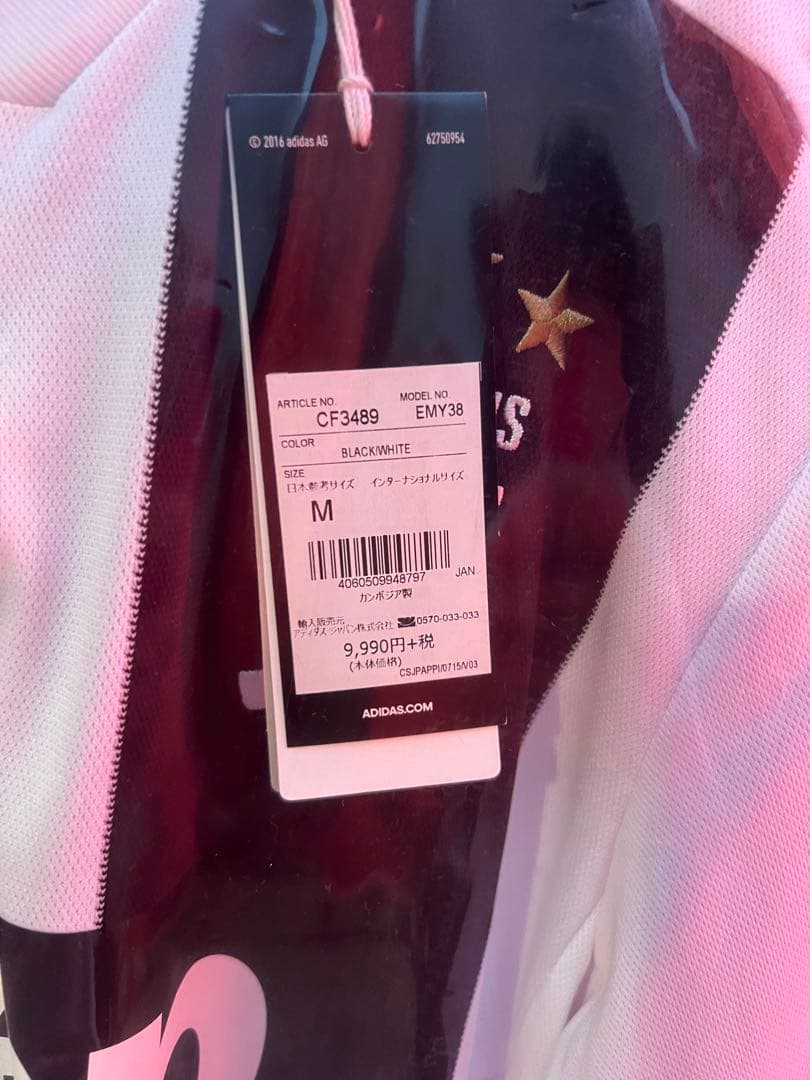 © 2016 adidas AG 62750954
ARTICLE NO. MODEL NO.
CF3489 EMY38
COLOR
BLACK/WHITE
SIZE
日本参考サイズ インターナショナルサイズ
M
4060509948797 JAN
カンボジア製
輸入販売元
アディダス ジャパン株式会社 0570-033-033
9,990円+税
(本体価格)
CSJPAPPI/0715/V03
ADIDAS.COM